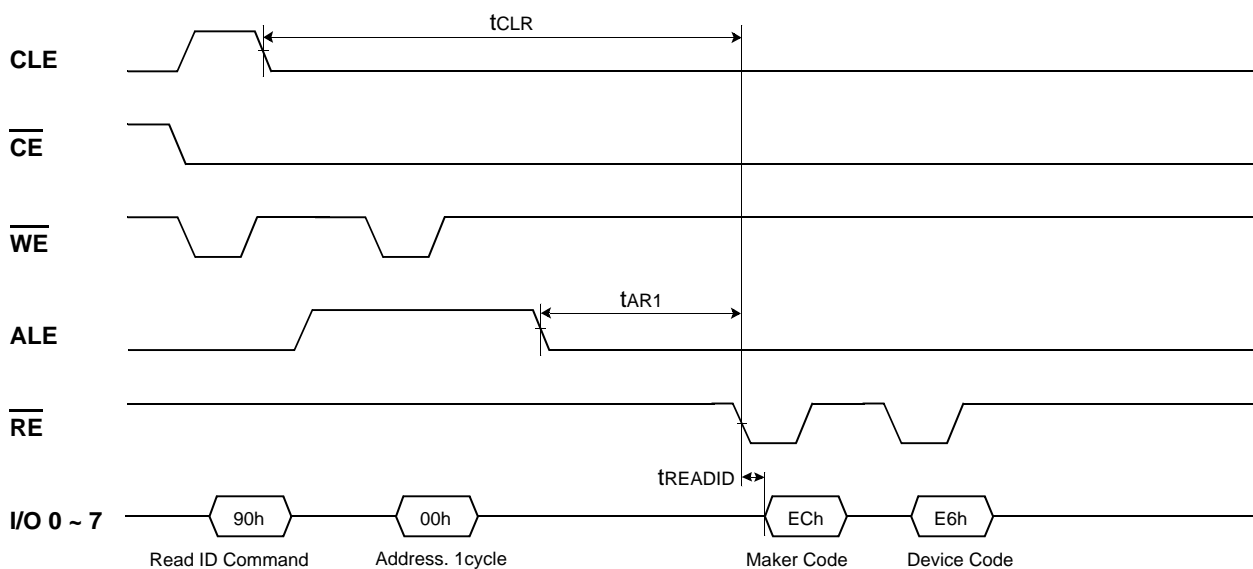 tCLR
CLE
CE
WE
tAR1
ALE
RE
tREADID
I/O 0 ~ 7
90h
00h
ECh
E6h
Read ID Command
Address. 1cycle
Maker Code
Device Code